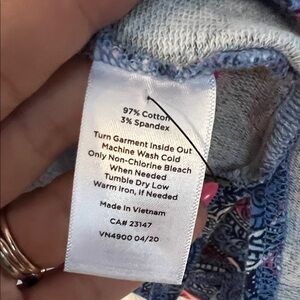 97% Cotton
3% Spandex
Turn Garment Inside Out
Machine Wash Cold
Only Non-Chlorine Bleach
When Needed
Tumble Dry Low
Warm Iron, If Needed
Made In Vietnam
CA# 23147
VN4900 04/20